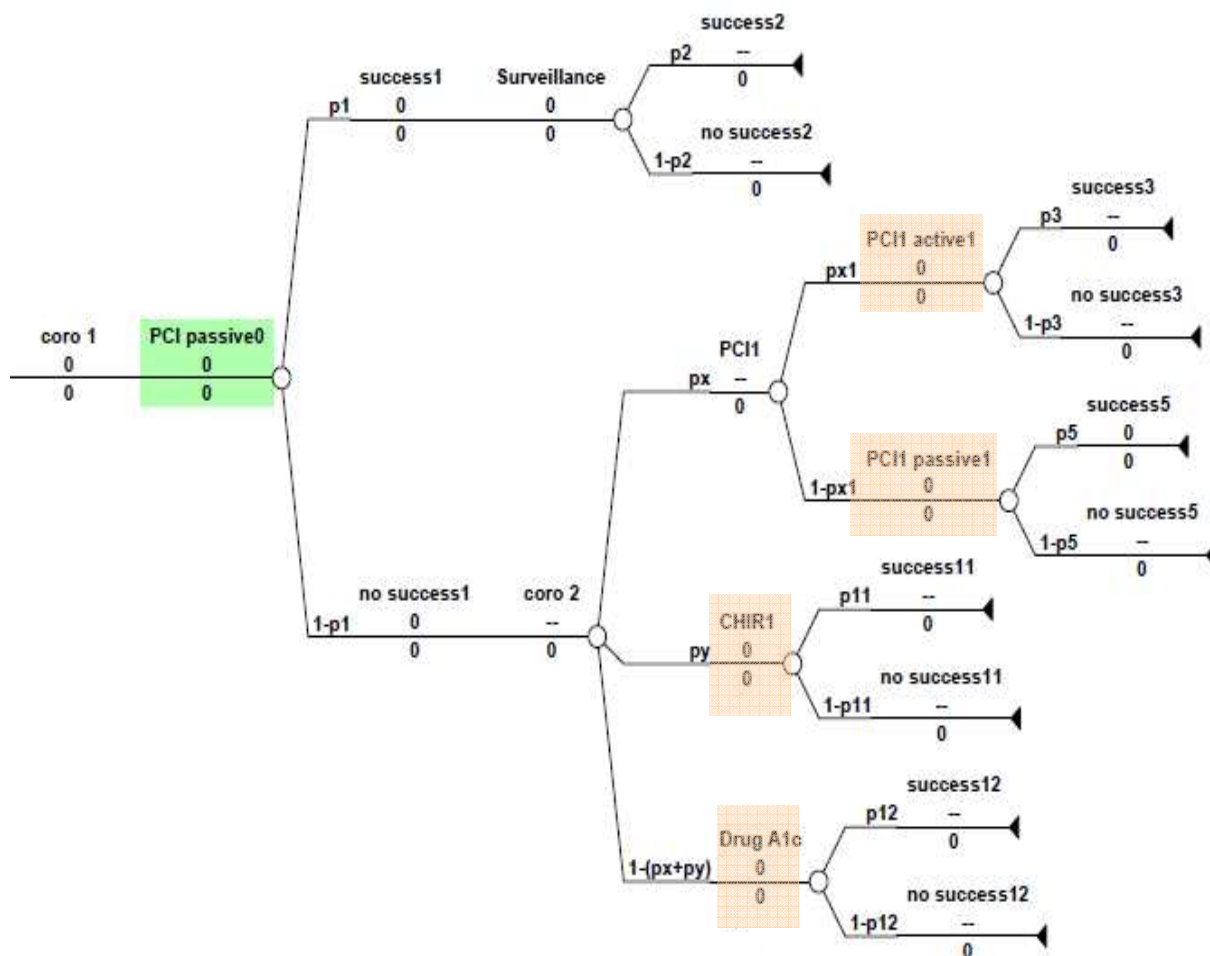 success2
p2 --
0
success1 Surveillance
p1 0 0
0 0
no success2
1-p2 --
0
success3
p3 --
0
PCI1 active1
px1 0
0
no success3
1-p3 --
0
coro 1 PCI passive0
0 0
0 0
PCI1
px --
0
success5
p5 0
0
PCI1 passive1
1-px1 0
0
no success5
1-p5 --
0
success11
p11 --
0
no success1 coro 2
1-p1 0 --
0 0
CHIR1
py 0
0
no success11
1-p11 --
0
success12
p12 --
0
Drug A1c
1-(px+py) 0
0
no success12
1-p12 --
0